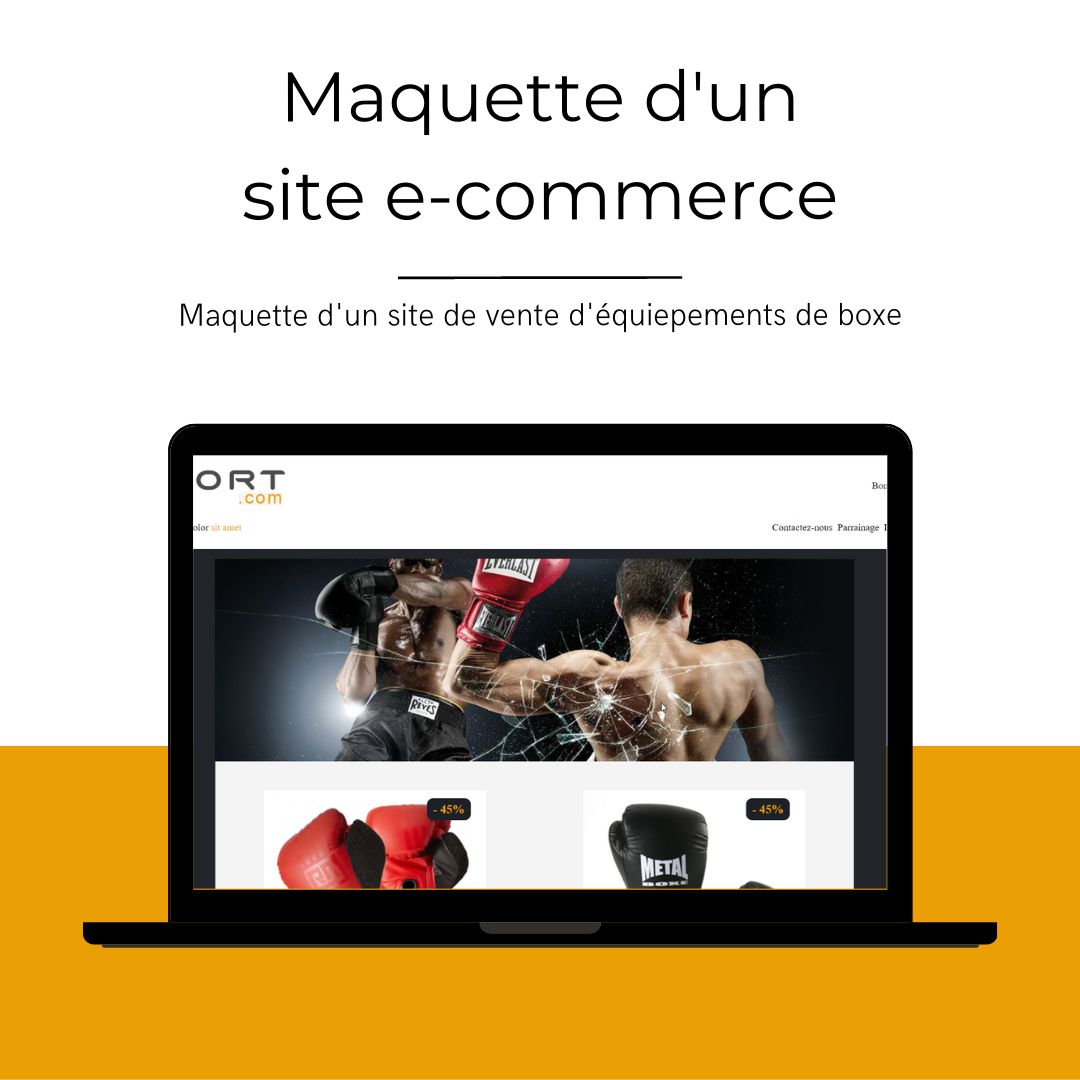 Maquette d'un
site e-commerce
Maquette d'un site de vente d'équiepements de boxe
ORT
.com
Bon
olor sit amet
Contactez-nous Parrainage
EVERLAST
EVERLAST
CLETO
REYES
- 45%
- 45%
METAL
BOXE